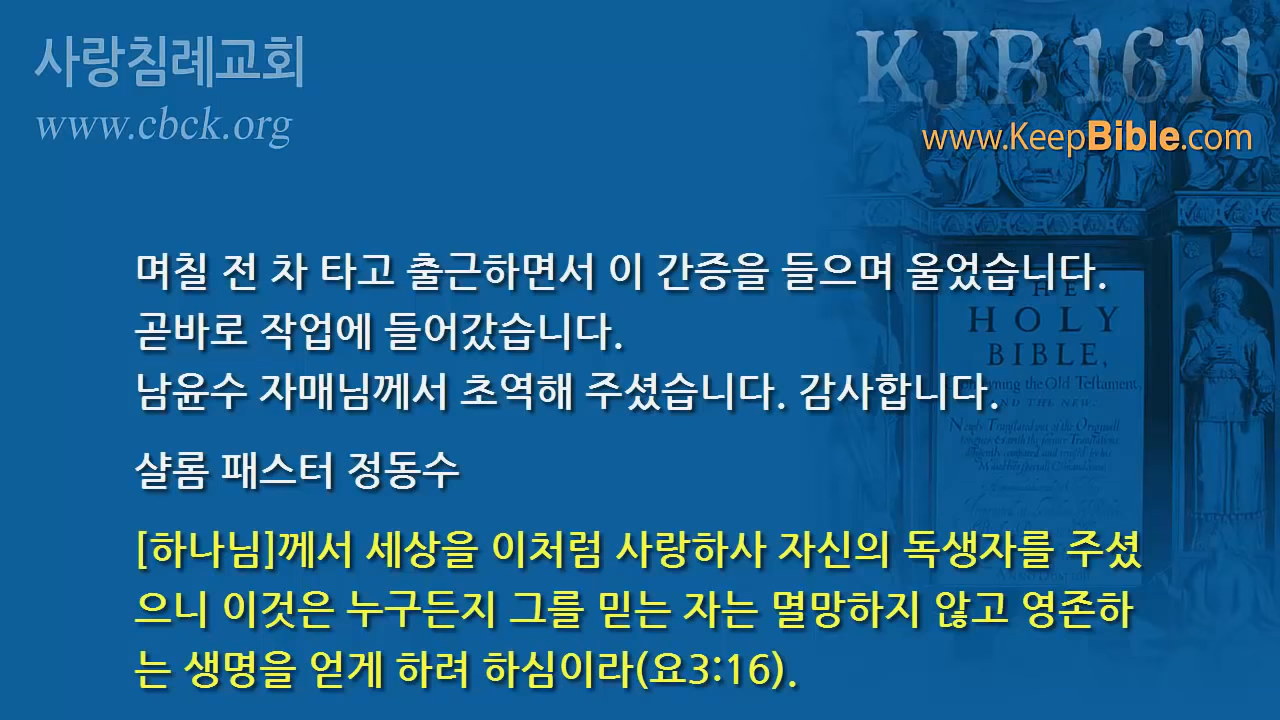 사랑침례교회
www.cbck.org
KJB 1611
www.KeepBible.com
며칠 전 차 타고 출근하면서 이 간증을 들으며 울었습니다.
곧바로 작업에 들어갔습니다.
남윤수 자매님께서 초역해 주셨습니다. 감사합니다.
샬롬 패스터 정동수
[하나님]께서 세상을 이처럼 사랑하사 자신의 독생자를 주셨
으니 이것은 누구든지 그를 믿는 자는 멸망하지 않고 영존하
는 생명을 얻게 하려 하심이라(요3:16).
THE
HOLY
BIBLE,
the Old Testament,
AND THE NEW: